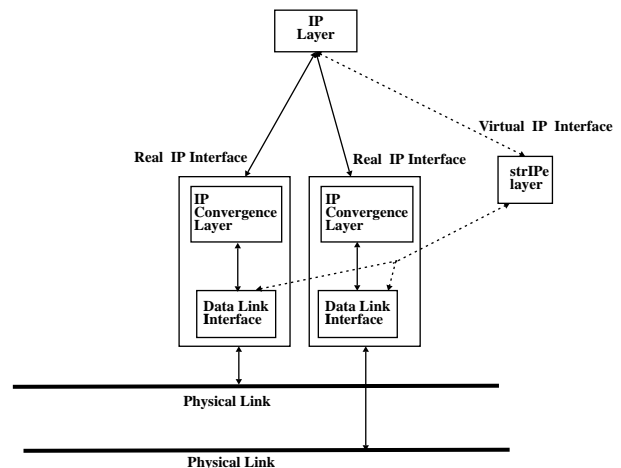 IP
Layer
Virtual IP Interface
Real IP Interface
Real IP Interface
strIPe
layer
IP
Convergence
Layer
IP
Convergence
Layer
Data Link
Interface
Data Link
Interface
Physical Link
Physical Link